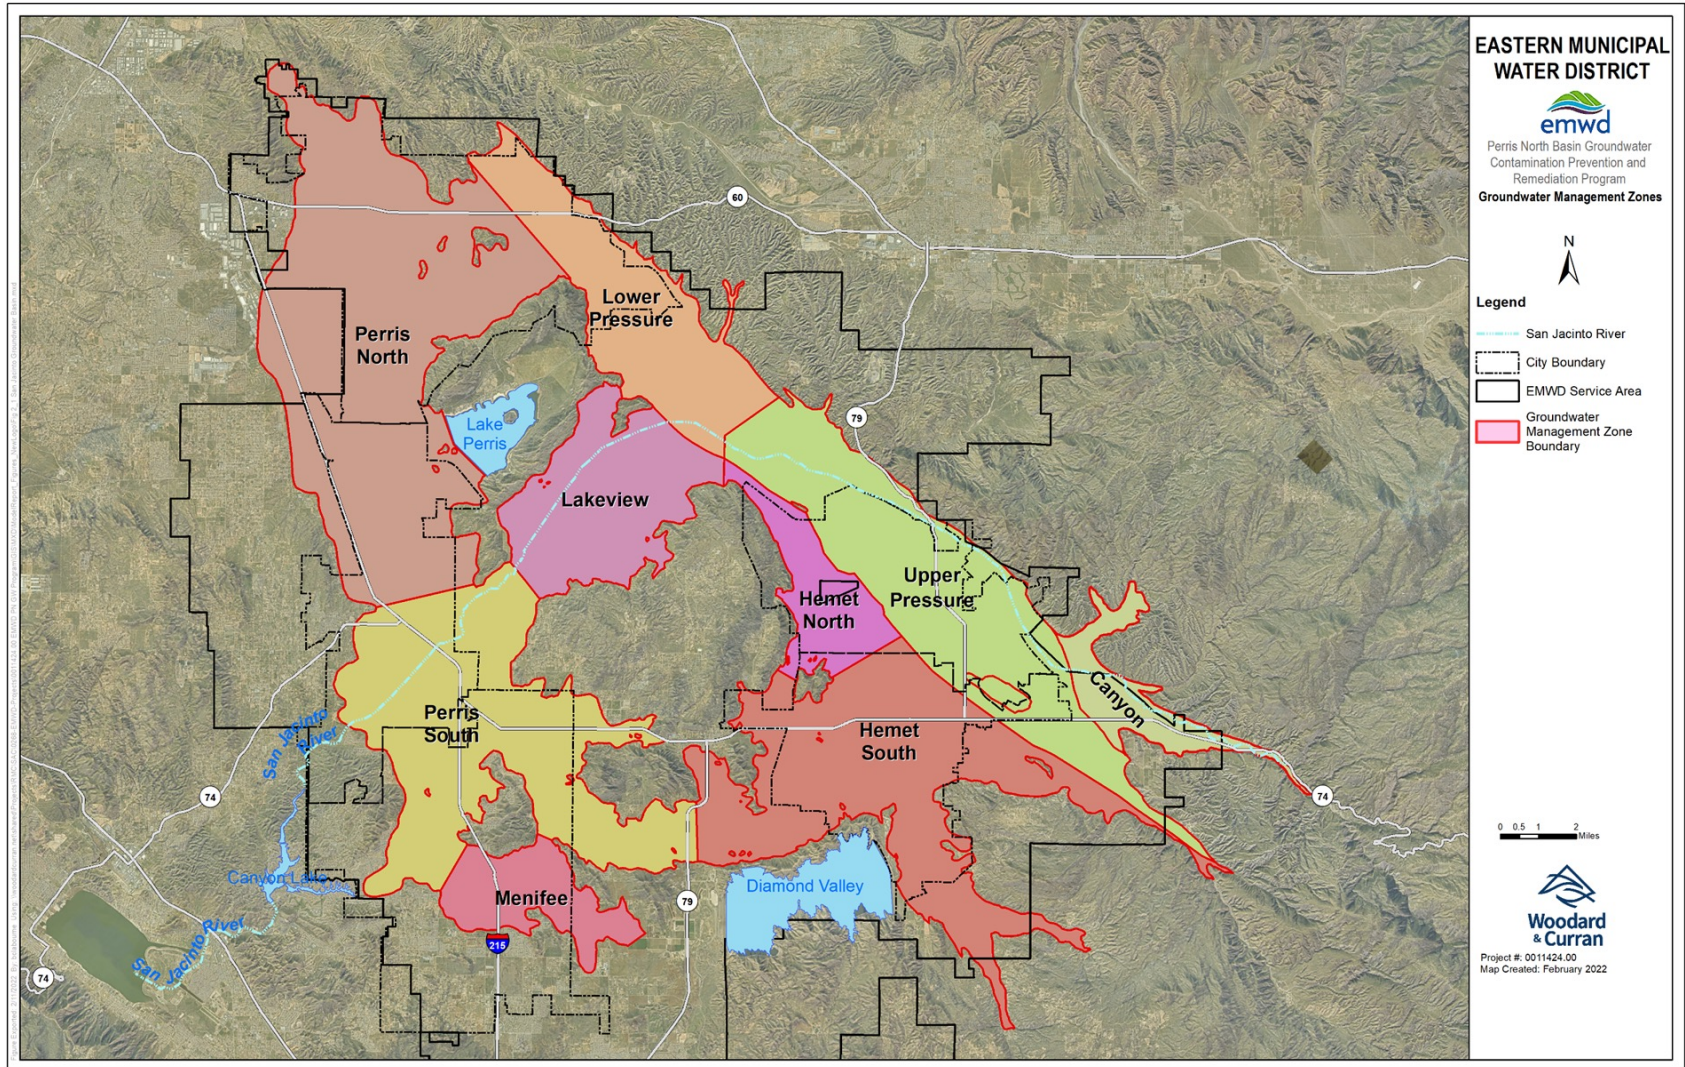 EASTERN MUNICIPAL
WATER DISTRICT
emwd
Perris North Basin Groundwater
Contamination Prevention and
Remediation Program
Groundwater Management Zones
N
Legend
San Jacinto River
City Boundary
EMWD Service Area
Groundwater
Management Zone
Boundary
0 0.5 1 2
Miles
Woodard
& Curran
Project #: 0011424.00
Map Created: February 2022
60
Lower
Pressure
Perris
North
Lake
Perris
79
Lakeview
Upper
Pressure
Hemet
North
Canyon
Perris
South
Hemet
South
San Jacinto
River
74
74
Canyon Lake
Diamond Valley
Menifee
79
215
San Jacinto River
74